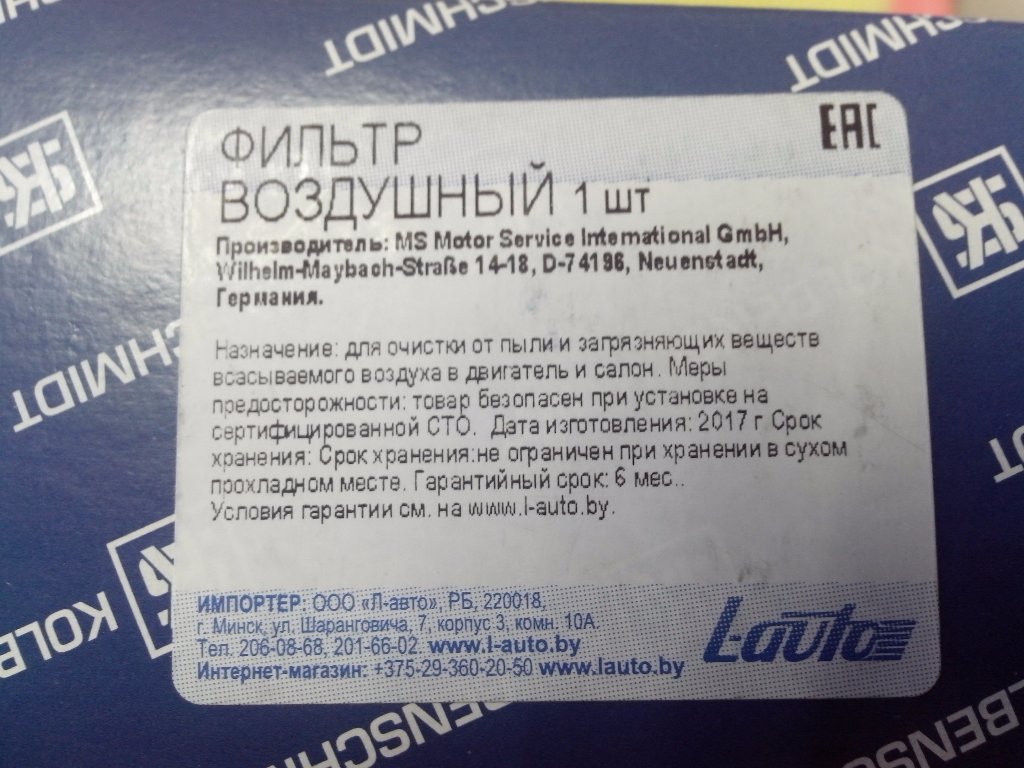 SCHMIDT
SCHMIDT
EAC
ФИЛЬТР
ВОЗДУШНЫЙ 1 шт
Производитель: MS Motor Service International GmbH,
Wilhelm-Maybach-Straße 14-18, D-74196, Neuenstadt,
Германия.
Назначение: для очистки от пыли и загрязняющих веществ
всасываемого воздуха в двигатель и салон. Меры
предосторожности: товар безопасен при установке на
сертифицированной СТО. Дата изготовления: 2017 г Срок
хранения: Срок хранения:не ограничен при хранении в сухом
прохладном месте. Гарантийный срок: 6 мес..
Условия гарантии см. на www.l-auto.by.
CHMIDT
ИМПОРТЕР: ООО «Л-авто», РБ, 220018,
г. Минск, ул. Шаранговича, 7, корпус 3, комн. 10А.
Тел. 206-08-68, 201-66-02. www.l-auto.by
Интернет-магазин: +375-29-360-20-50 www.lauto.by
L-auto
KOLB
BENSCH
LBENS